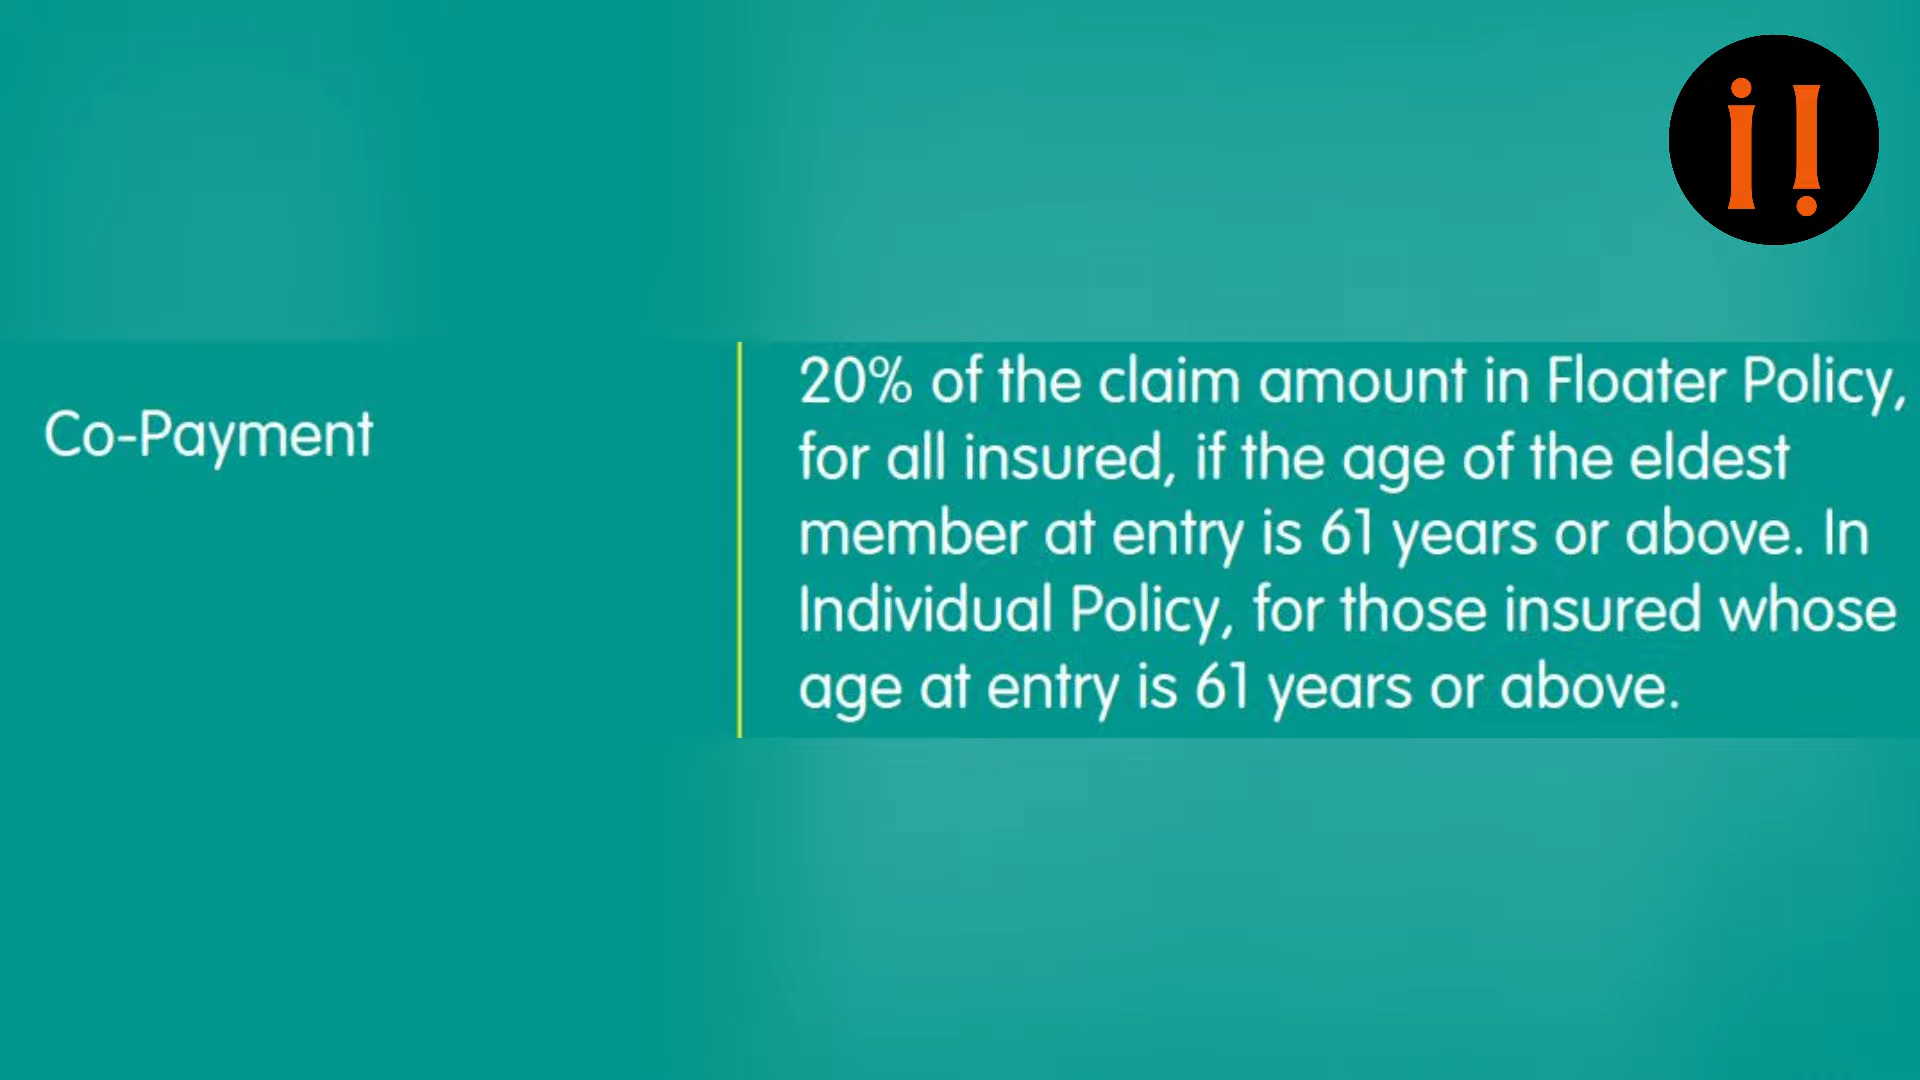 Co-Payment
20% of the claim amount in Floater Policy,
for all insured, if the age of the eldest
member at entry is 61 years or above. In
Individual Policy, for those insured whose
age at entry is 61 years or above.